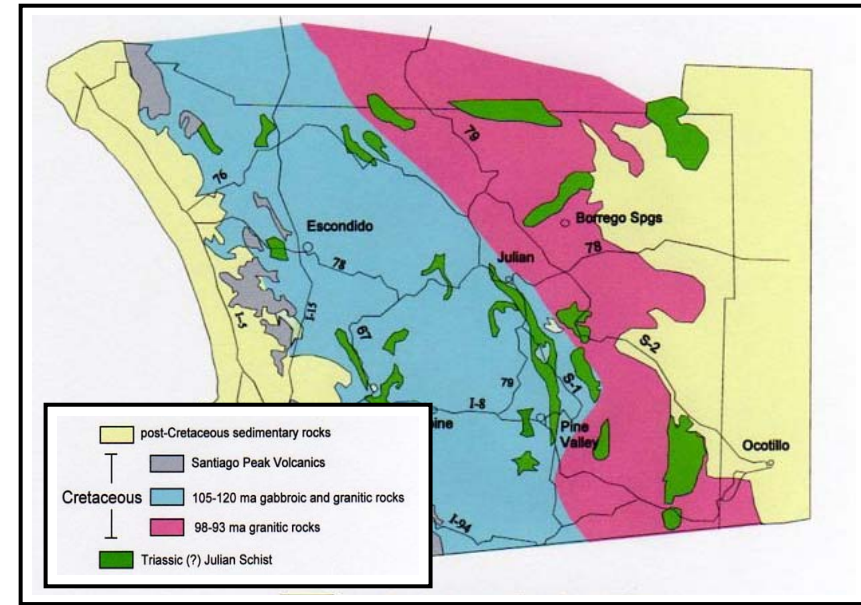 79
76
Escondido
Borrego Spgs
78
78
Julian
I-5
I-15
67
S-2
79
S-1
I-8
pine
Pine
Valley
Ocotillo
I-94
post-Cretaceous sedimentary rocks
Santiago Peak Volcanics
Cretaceous
105-120 ma gabbroic and granitic rocks
98-93 ma granitic rocks
Triassic (?) Julian Schist